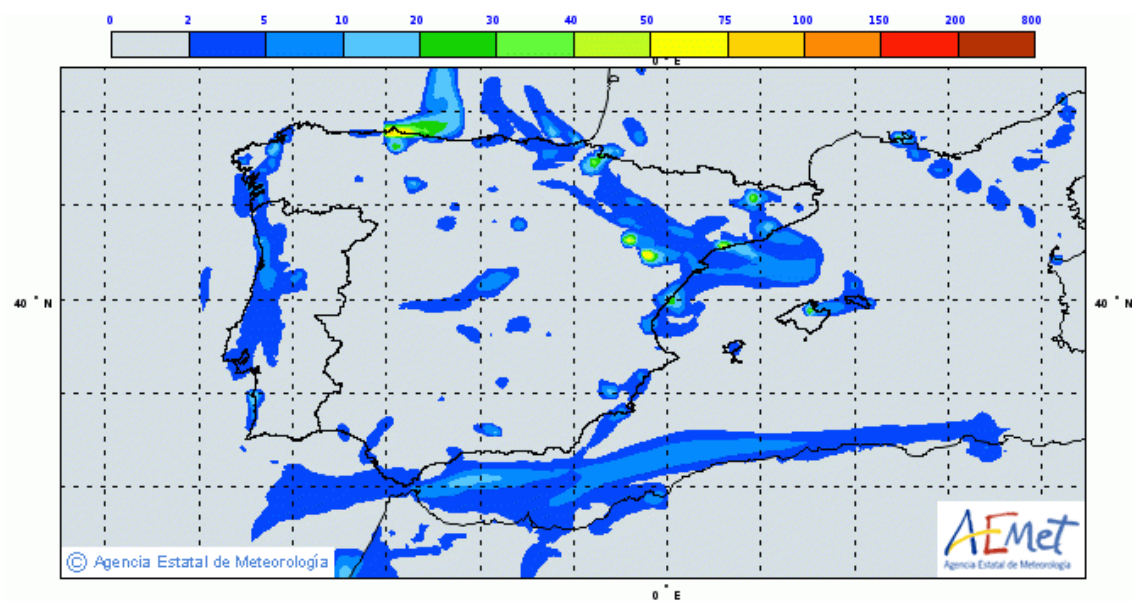 0 2 5 10 20 30 40 50 75 100 150 200 800
0 ° E
40 ° N 40 ° N
© Agencia Estatal de Meteorología
AEMet
Agencia Estatal de Meteorología
0 ° E